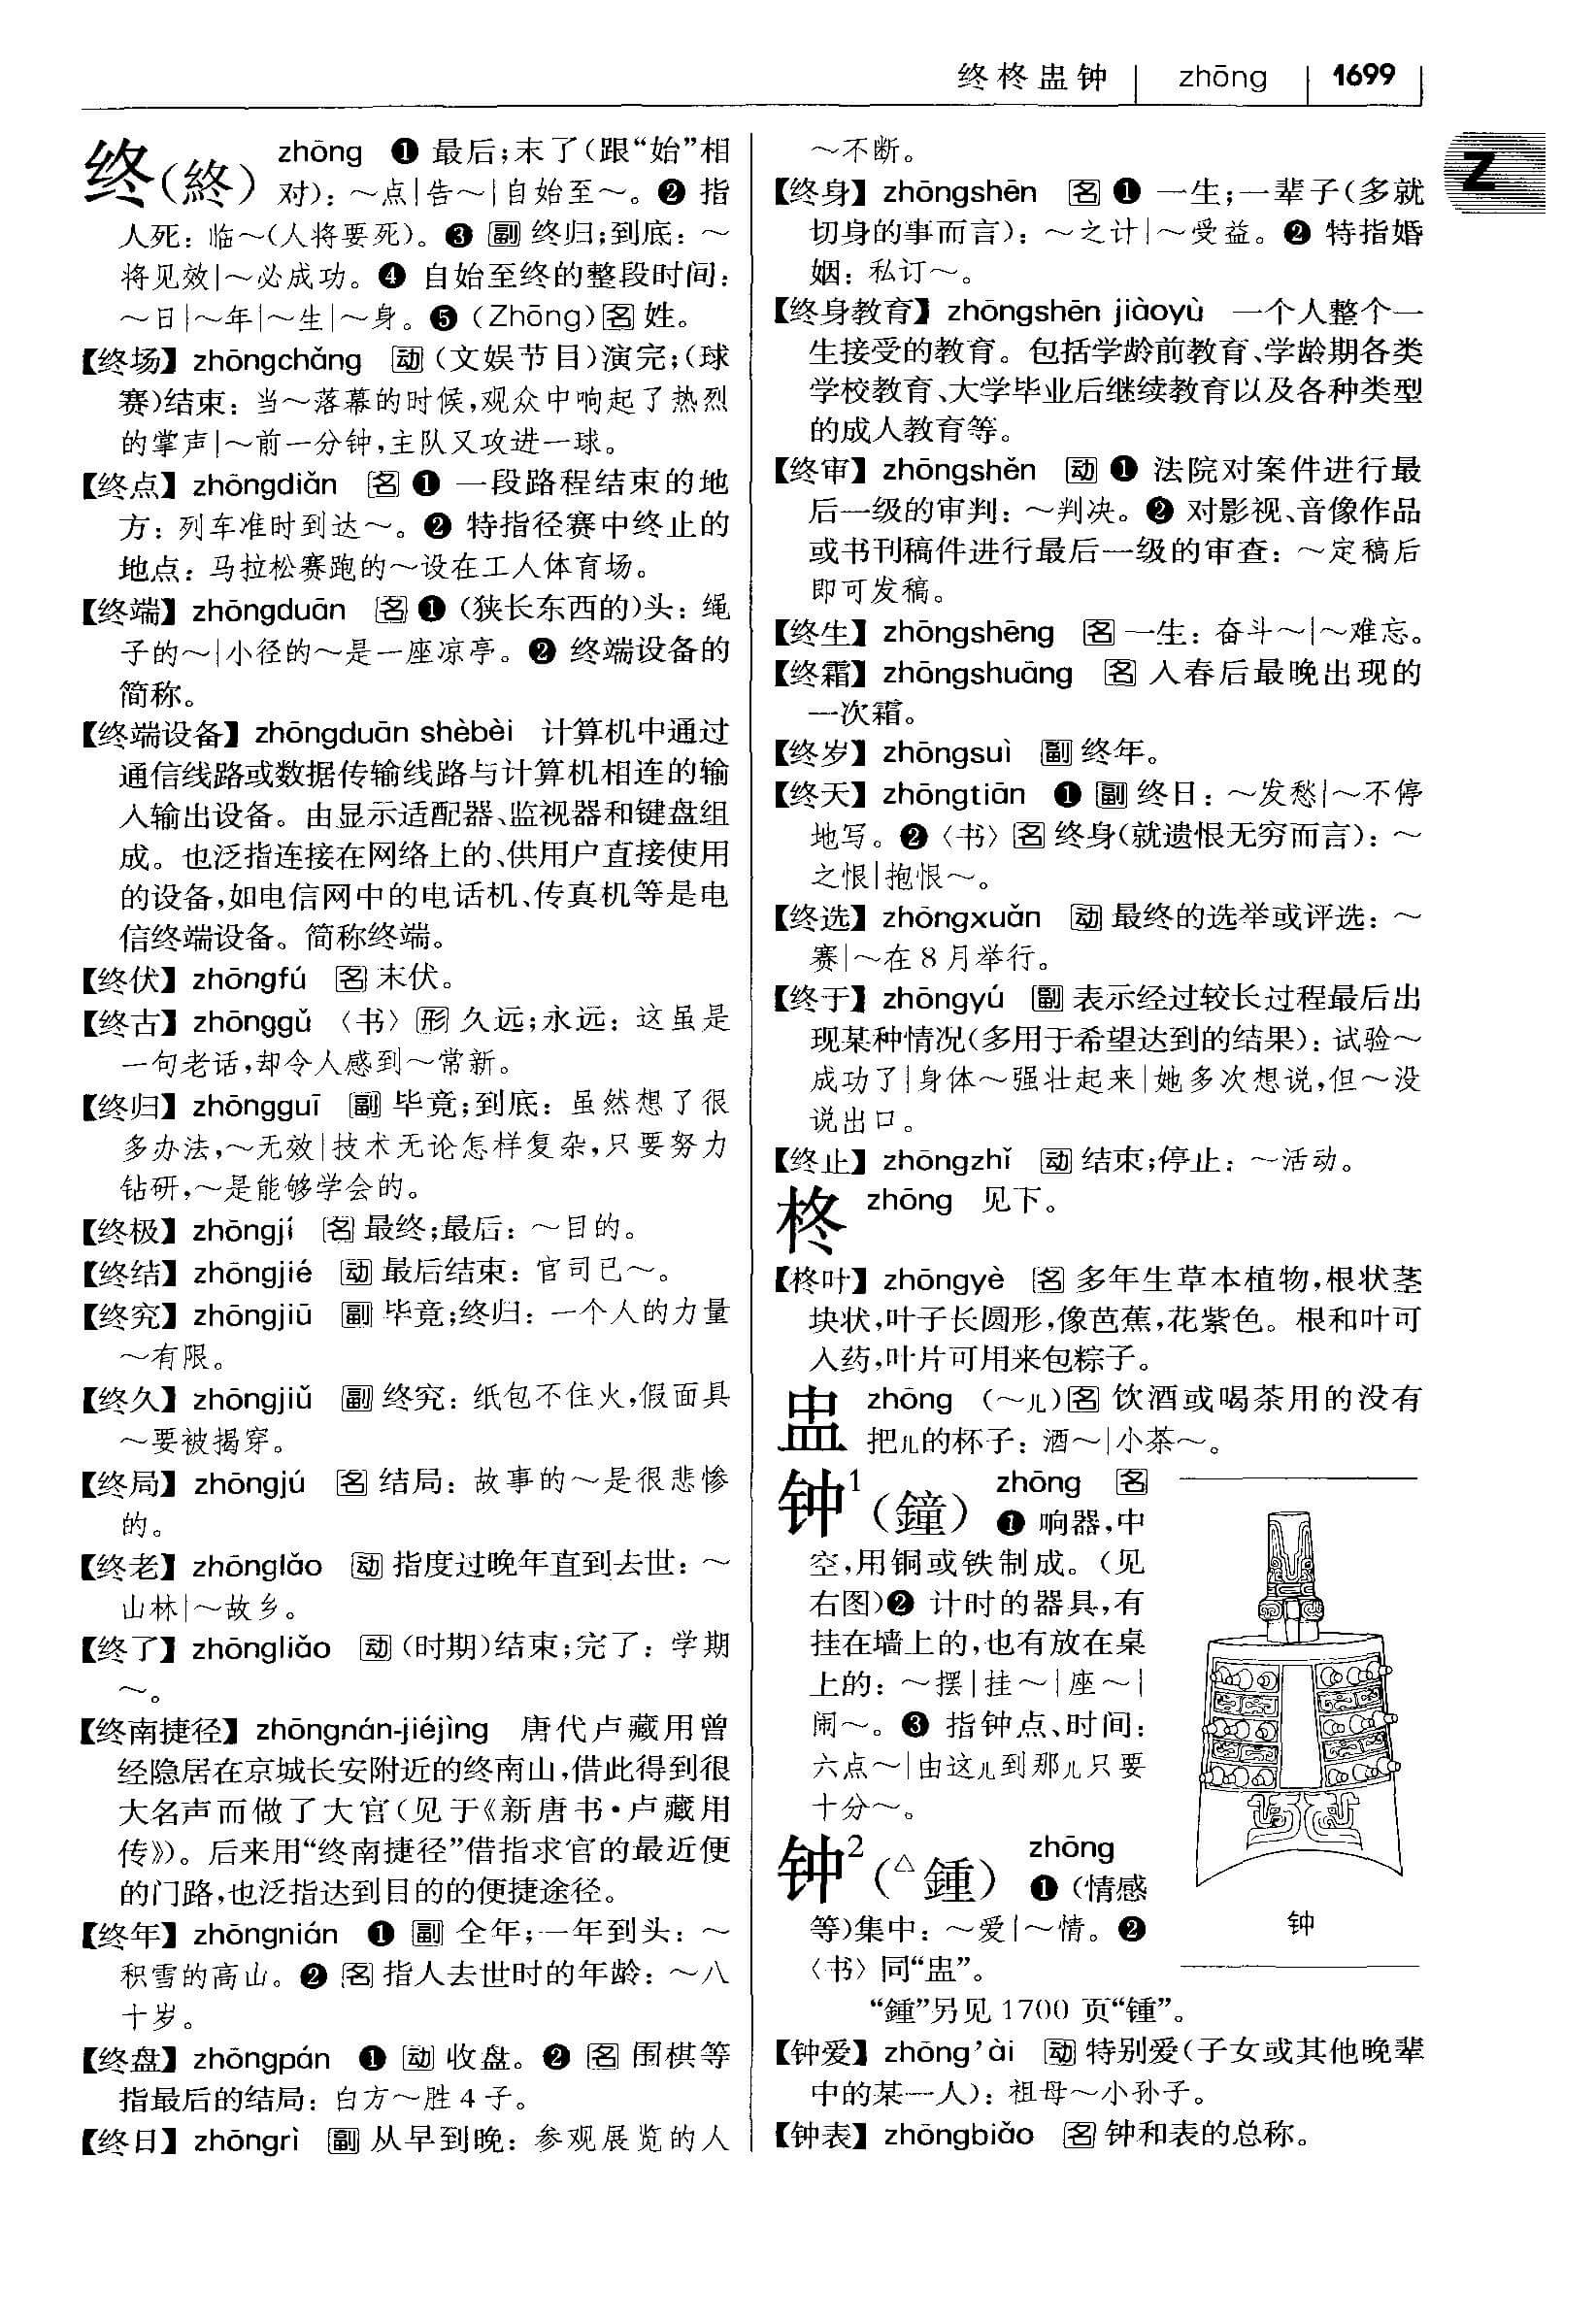 终柊盅钟 zhōng 1699
Z
终(終) zhōng ❶ 最后;末了(跟“始”相
对)：～点|告～|自始至～。❷ 指
人死：临～(人将要死)。❸ 副 终归;到底：～
将见效|～必成功。❹ 自始至终的整段时间：
～日|～年|～生|～身。❺ (Zhōng)名 姓。
【终场】zhōngchǎng 动 (文娱节目)演完;(球
赛)结束：当～落幕的时候,观众中响起了热烈
的掌声|～前一分钟,主队又攻进一球。
【终点】zhōngdiǎn 名 ❶ 一段路程结束的地
方：列车准时到达～。❷ 特指径赛中终止的
地点：马拉松赛跑的～设在工人体育场。
【终端】zhōngduān 名 ❶ (狭长东西的)头：绳
子的～|小径的～是一座凉亭。❷ 终端设备的
简称。
【终端设备】zhōngduān shèbèi 计算机中通过
通信线路或数据传输线路与计算机相连的输
入输出设备。由显示适配器、监视器和键盘组
成。也泛指连接在网络上的、供用户直接使用
的设备,如电信网中的电话机、传真机等是电
信终端设备。简称终端。
【终伏】zhōngfú 名 末伏。
【终古】zhōnggǔ 〈书〉形 久远;永远：这虽是
一句老话,却令人感到～常新。
【终归】zhōngguī 副 毕竟;到底：虽然想了很
多办法,～无效|技术无论怎样复杂,只要努力
钻研,～是能够学会的。
【终极】zhōngjí 名 最终;最后：～目的。
【终结】zhōngjié 动 最后结束：官司已～。
【终究】zhōngjiū 副 毕竟;终归：一个人的力量
～有限。
【终久】zhōngjiǔ 副 终究：纸包不住火,假面具
～要被揭穿。
【终局】zhōngjú 名 结局：故事的～是很悲惨
的。
【终老】zhōnglǎo 动 指度过晚年直到去世：～
山林|～故乡。
【终了】zhōngliǎo 动 (时期)结束;完了：学期
～。
【终南捷径】zhōngnán-jiéjìng 唐代卢藏用曾
经隐居在京城长安附近的终南山,借此得到很
大名声而做了大官(见于《新唐书·卢藏用
传》)。后来用“终南捷径”借指求官的最近便
的门路,也泛指达到目的的便捷途径。
【终年】zhōngnián ❶ 副 全年;一年到头：～
积雪的高山。❷ 名 指人去世时的年龄：～八
十岁。
【终盘】zhōngpán ❶ 动 收盘。❷ 名 围棋等
指最后的结局：白方～胜 4 子。
【终日】zhōngrì 副 从早到晚：参观展览的人
～不断。
【终身】zhōngshēn 名 ❶ 一生;一辈子(多就
切身的事而言)：～之计|～受益。❷ 特指婚
姻：私订～。
【终身教育】zhōngshēn jiàoyù 一个人整个一
生接受的教育。包括学龄前教育、学龄期各类
学校教育、大学毕业后继续教育以及各种类型
的成人教育等。
【终审】zhōngshěn 动 ❶ 法院对案件进行最
后一级的审判：～判决。❷ 对影视、音像作品
或书刊稿件进行最后一级的审查：～定稿后
即可发稿。
【终生】zhōngshēng 名 一生：奋斗～|～难忘。
【终霜】zhōngshuāng 名 入春后最晚出现的
一次霜。
【终岁】zhōngsuì 副 终年。
【终天】zhōngtiān ❶ 副 终日：～发愁|～不停
地写。❷〈书〉名 终身(就遗恨无穷而言)：～
之恨|抱恨～。
【终选】zhōngxuǎn 动 最终的选举或评选：～
赛|～在 8 月举行。
【终于】zhōngyú 副 表示经过较长过程最后出
现某种情况(多用于希望达到的结果)：试验～
成功了|身体～强壮起来|她多次想说,但～没
说出口。
【终止】zhōngzhǐ 动 结束;停止：～活动。
柊 zhōng 见下。
【柊叶】zhōngyè 名 多年生草本植物,根状茎
块状,叶子长圆形,像芭蕉,花紫色。根和叶可
入药,叶片可用来包粽子。
盅 zhōng (～儿)名 饮酒或喝茶用的没有
把儿的杯子：酒～|小茶～。
钟¹(鐘) zhōng 名
❶ 响器,中
空,用铜或铁制成。(见
右图)❷ 计时的器具,有
挂在墙上的,也有放在桌
上的：～摆|挂～|座～|
闹～。❸ 指钟点、时间：
六点～|由这儿到那儿只要
十分～。
钟²(△鍾) zhōng
❶ (情感
等)集中：～爱|～情。❷
〈书〉同“盅”。
“鍾”另见 1700 页“锺”。
钟
【钟爱】zhōng’ài 动 特别爱(子女或其他晚辈
中的某一人)：祖母～小孙子。
【钟表】zhōngbiǎo 名 钟和表的总称。